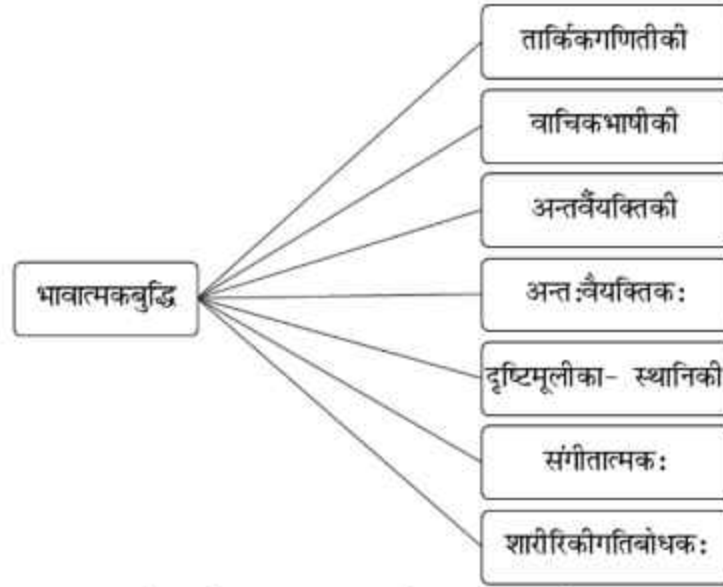 तार्किकगणितीकी
वाचिकभाषीकी
अन्तर्वैयक्तिकी
भावात्मकबुद्धि
अन्त:वैयक्तिक:
दृष्टिमूलीका- स्थानिकी
संगीतात्मक:
शारीरिकीगतिबोधक: